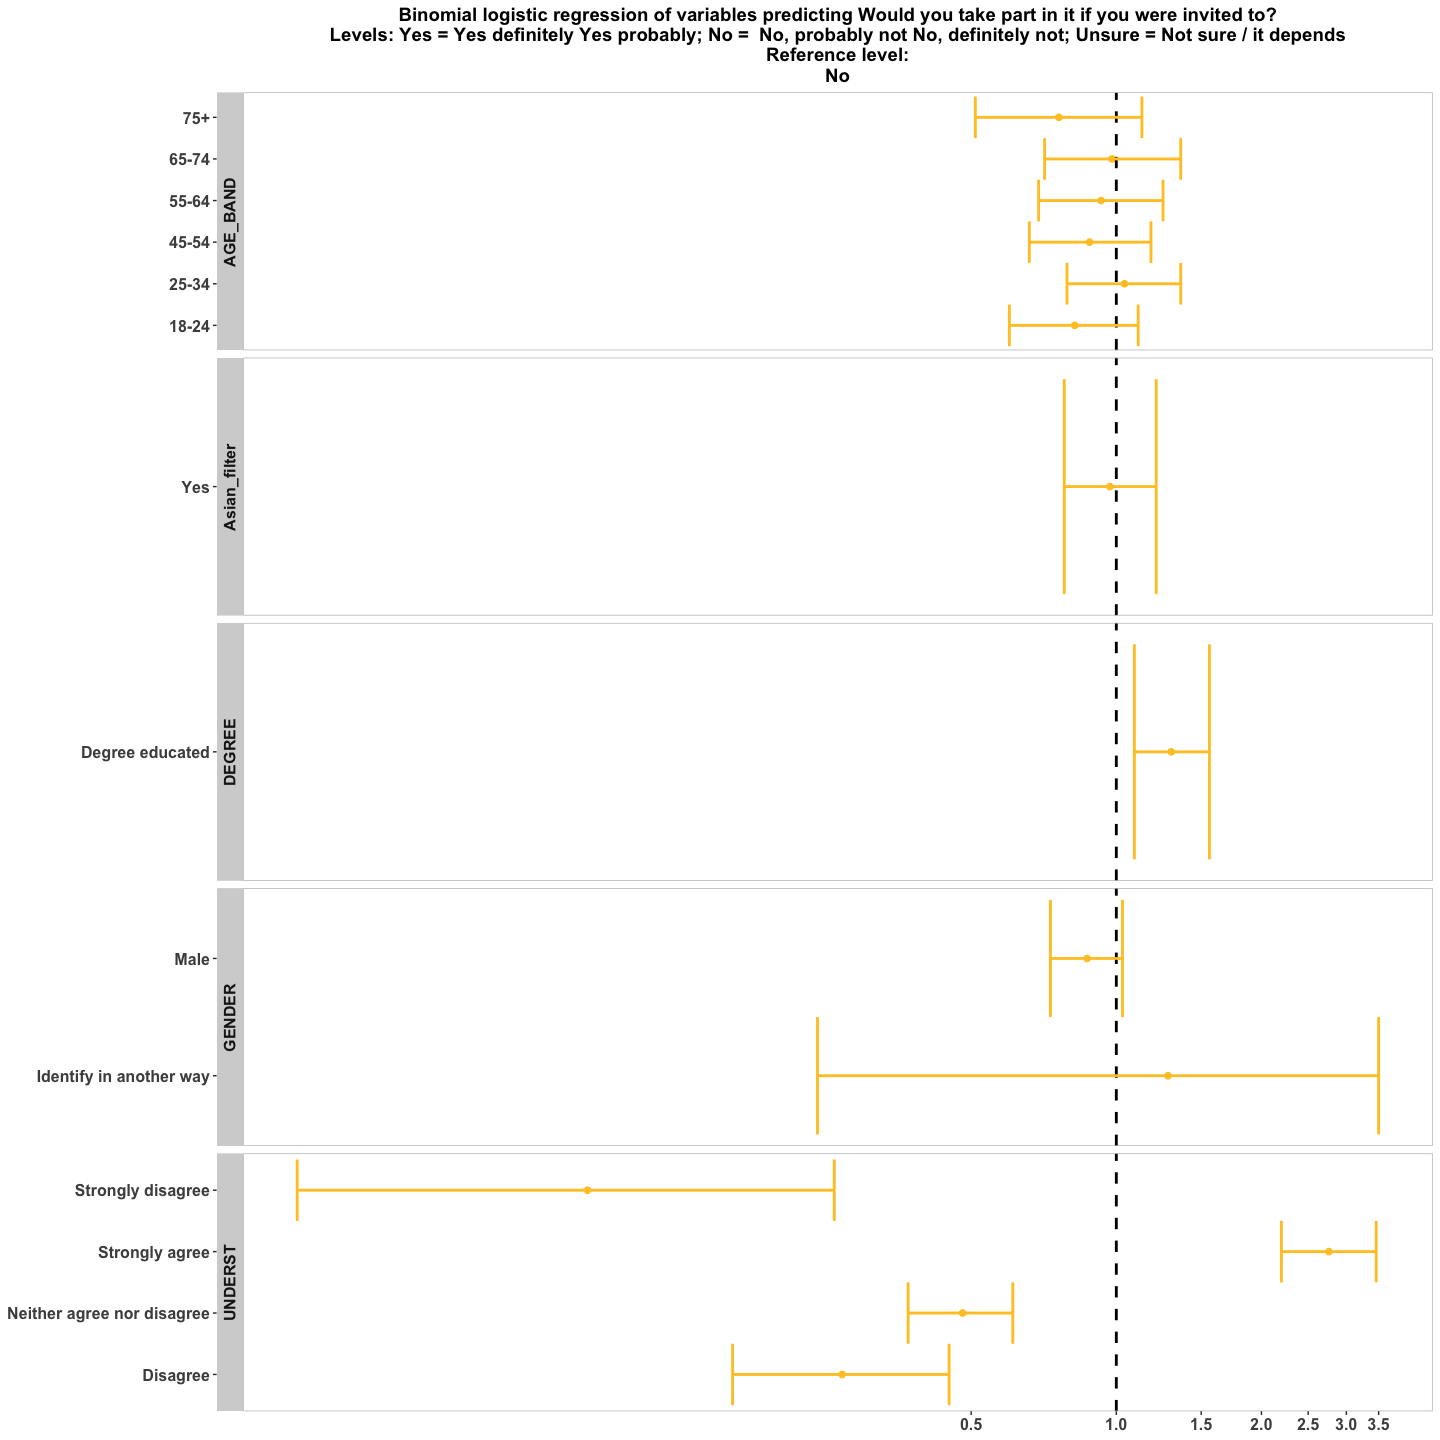 Binomial logistic regression of variables predicting Would you take part in it if you were invited to?
Levels: Yes = Yes definitely Yes probably; No =  No, probably not No, definitely not; Unsure = Not sure / it depends
Reference level:
No
AGE_BAND
75+
65-74
55-64
45-54
25-34
18-24
Asian_filter
Yes
DEGREE
Degree educated
GENDER
Male
Identify in another way
UNDERST
Strongly disagree
Strongly agree
Neither agree nor disagree
Disagree
0.5 1.0 1.5 2.0 2.5 3.0 3.5